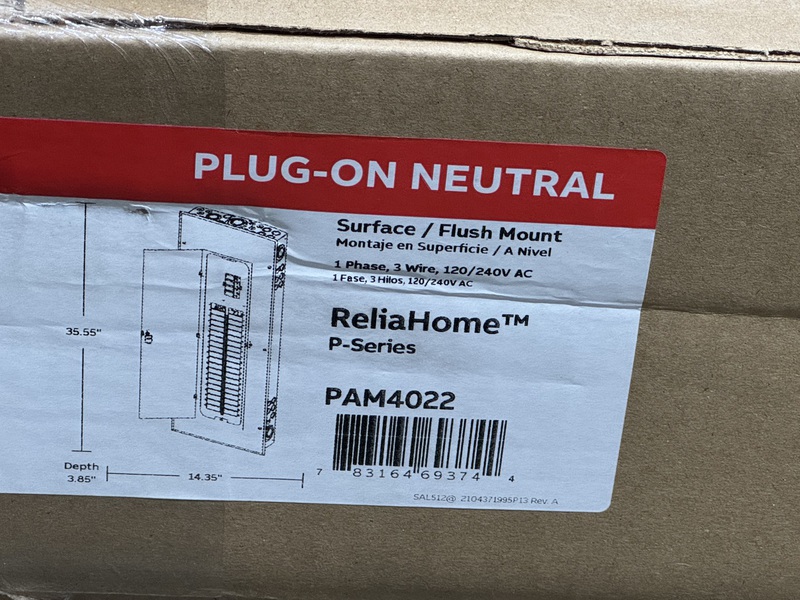 PLUG-ON NEUTRAL
Surface / Flush Mount
Montaje en Superficie / A Nivel
1 Phase, 3 Wire, 120/240V AC
1 Fase, 3 Hilos, 120/240V AC
35.55"
ReliaHome™
P-Series
PAM4022
Depth
3.85"
14.35"
7 83164 69374 4
SAL512@ 2104371995P13 Rev. A